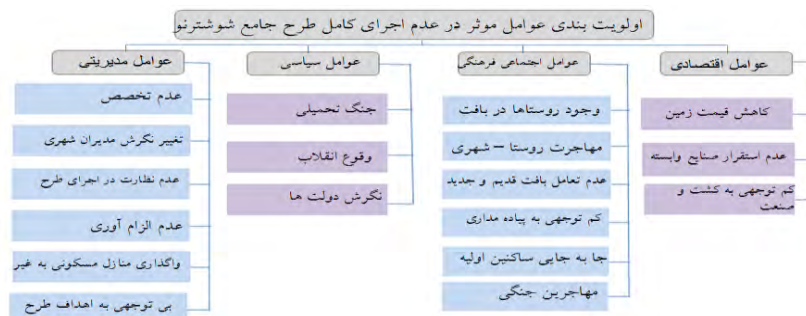 اولویت بندی عوامل موثر در عدم اجرای کامل طرح جامع شوشترنو
عوامل اقتصادی
کاهش قیمت زمین
عدم استقرار صنایع وابسته
کم توجهی به کشت و
صنعت
عوامل اجتماعی فرهنگی
وجود روستاها در بافت
مهاجرت روستا – شهری
عدم تعامل بافت قدیم و جدید
کم توجهی به پیاده مداری
جا به جایی ساکنین اولیه
مهاجرین جنگی
عوامل سیاسی
جنگ تحمیلی
وقوع انقلاب
نگرش دولت ها
عوامل مدیریتی
عدم تخصص
تغییر نگرش مدیران شهری
عدم نظارت در اجرای طرح
عدم الزام آوری
واگذاری منازل مسکونی به غیر
بی توجهی به اهداف طرح